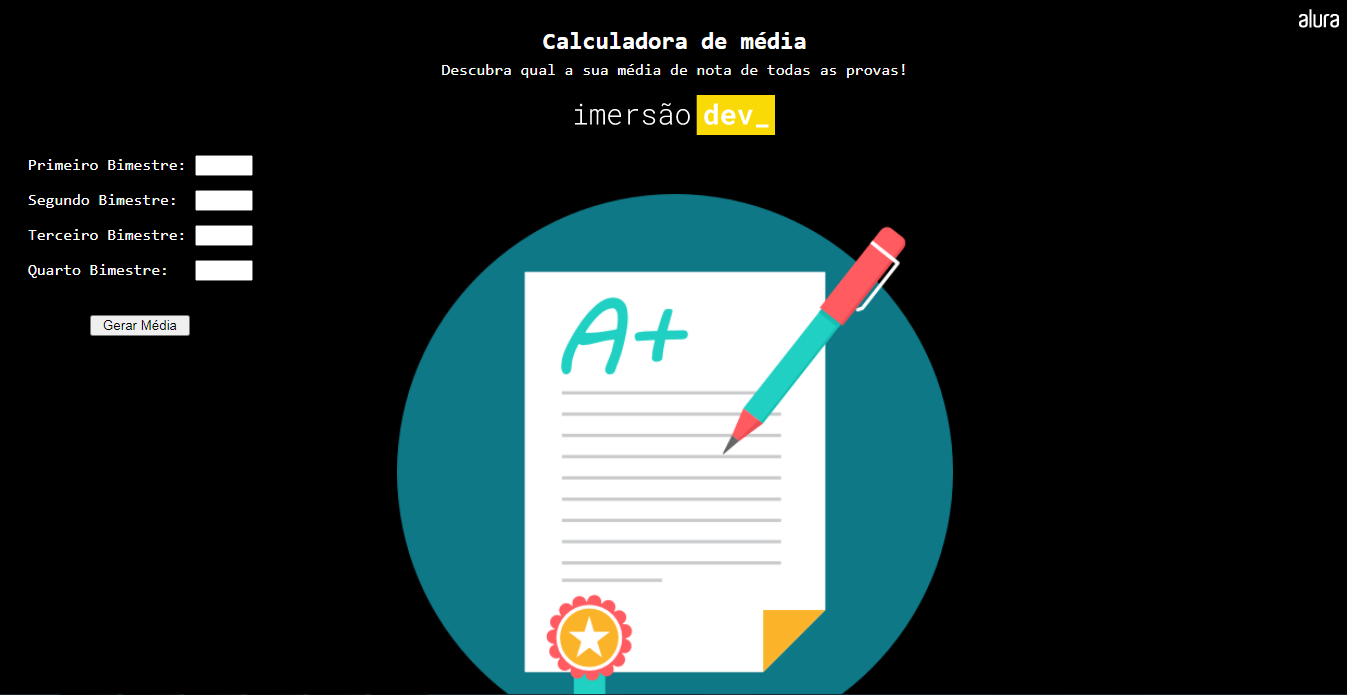 alura
Calculadora de média
Descubra qual a sua média de nota de todas as provas!
imersão dev_
Primeiro Bimestre:
Segundo Bimestre:
Terceiro Bimestre:
Quarto Bimestre:
Gerar Média
A+